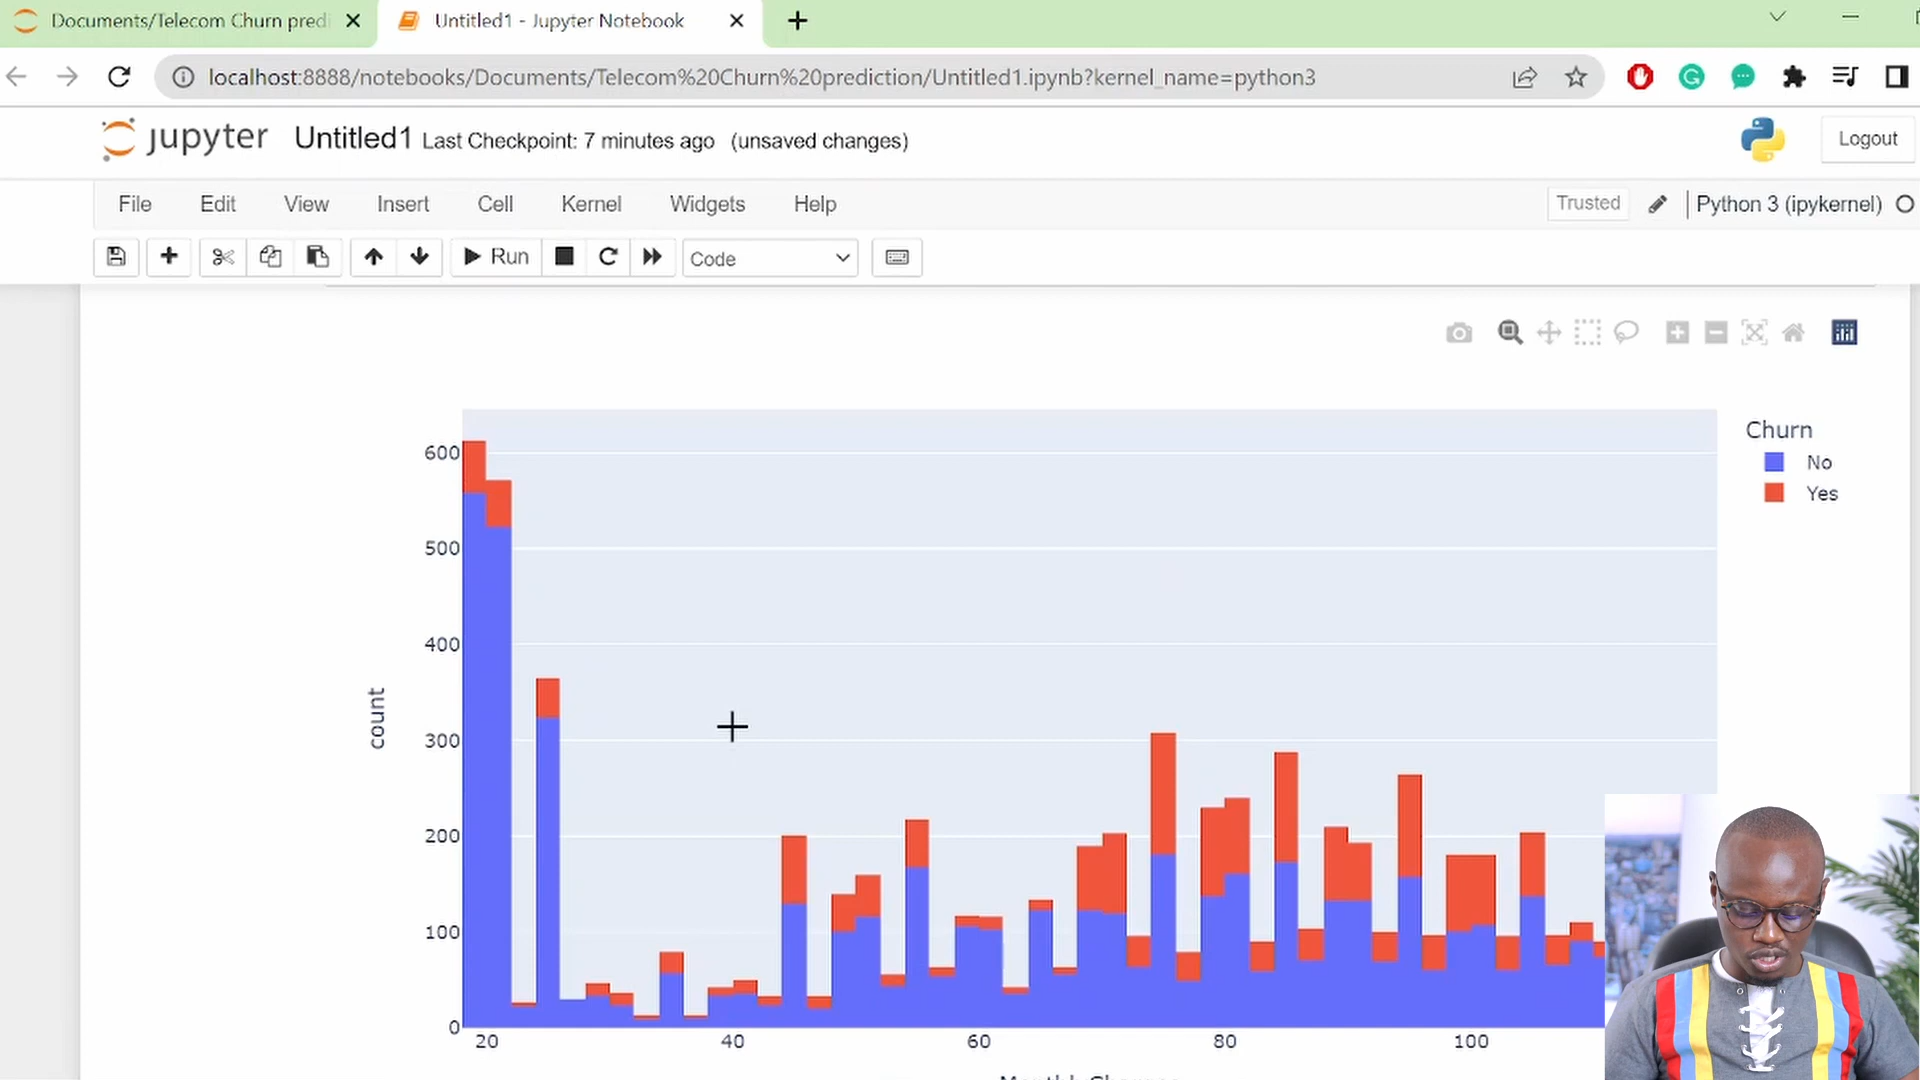 Documents/Telecom Churn pred
Untitled1 - Jupyter Notebook
localhost:8888/notebooks/Documents/Telecom%20Churn%20prediction/Untitled1.ipynb?kernel_name=python3
jupyter Untitled1 Last Checkpoint: 7 minutes ago (unsaved changes)
Logout
File Edit View Insert Cell Kernel Widgets Help
Trusted
Python 3 (ipykernel)
Run
Code
Churn
No
Yes
600
500
400
300
200
100
0
count
20 40 60 80 100